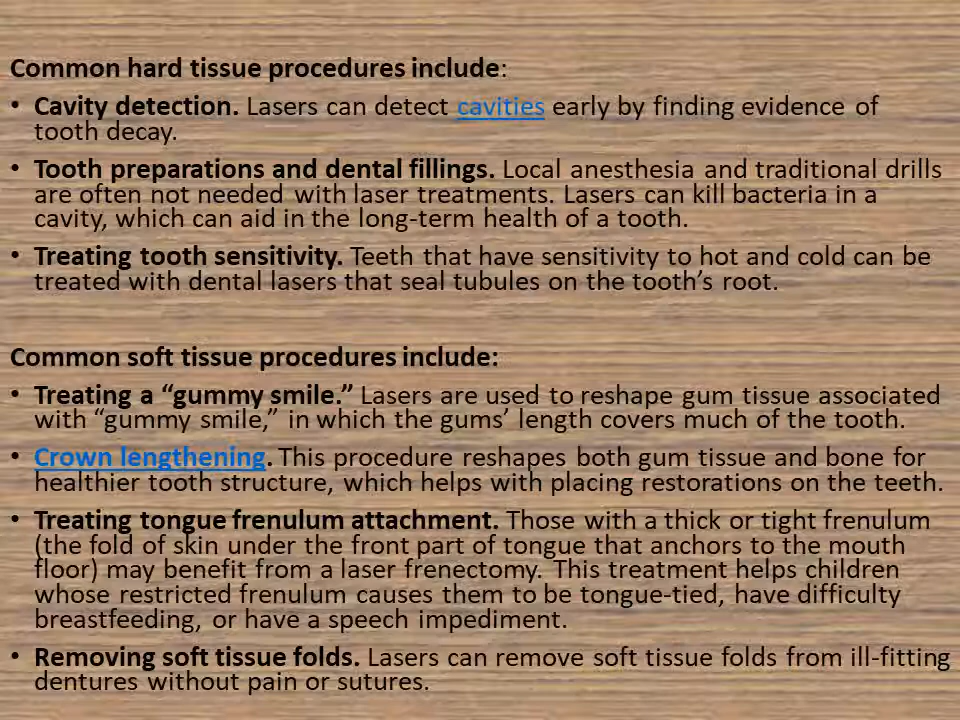 Common hard tissue procedures include:
• Cavity detection. Lasers can detect cavities early by finding evidence of
tooth decay.
• Tooth preparations and dental fillings. Local anesthesia and traditional drills
are often not needed with laser treatments. Lasers can kill bacteria in a
cavity, which can aid in the long-term health of a tooth.
• Treating tooth sensitivity. Teeth that have sensitivity to hot and cold can be
treated with dental lasers that seal tubules on the tooth’s root.
Common soft tissue procedures include:
• Treating a “gummy smile.” Lasers are used to reshape gum tissue associated
with “gummy smile,” in which the gums’ length covers much of the tooth.
• Crown lengthening. This procedure reshapes both gum tissue and bone for
healthier tooth structure, which helps with placing restorations on the teeth.
• Treating tongue frenulum attachment. Those with a thick or tight frenulum
(the fold of skin under the front part of tongue that anchors to the mouth
floor) may benefit from a laser frenectomy. This treatment helps children
whose restricted frenulum causes them to be tongue-tied, have difficulty
breastfeeding, or have a speech impediment.
• Removing soft tissue folds. Lasers can remove soft tissue folds from ill-fitting
dentures without pain or sutures.